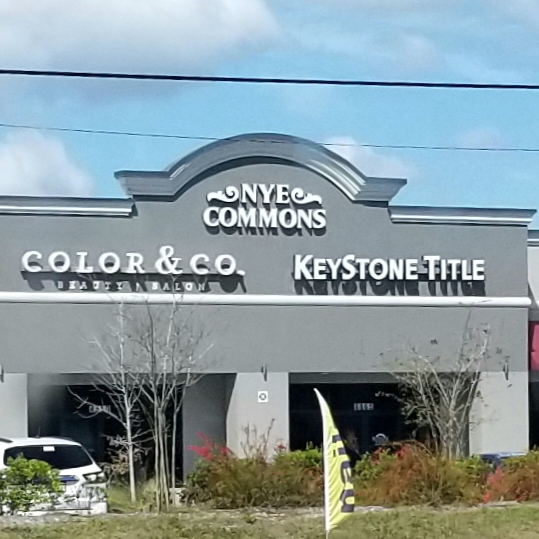 NYE
COMMONS
COLOR & CO.
BEAUTY SALON
KEYSTONE TITLE